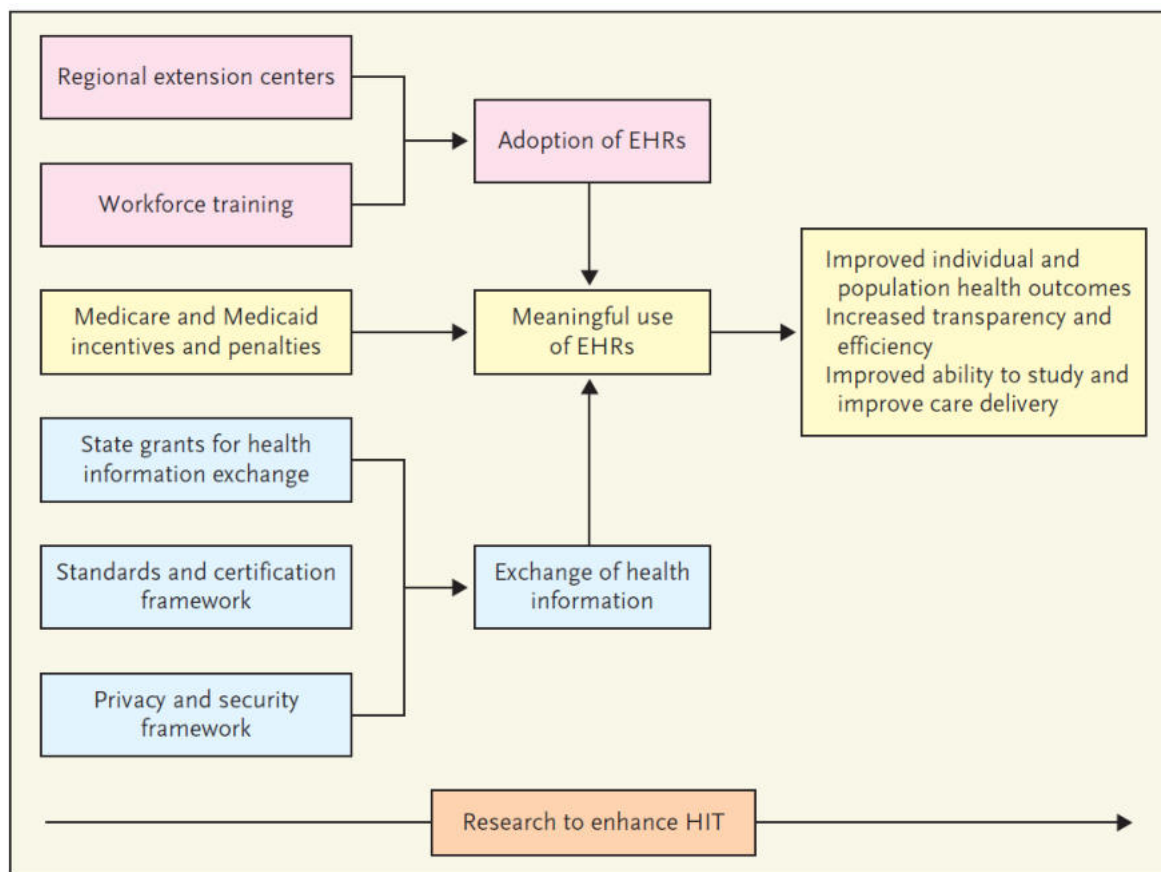 Regional extension centers
Workforce training
Adoption of EHRs
Medicare and Medicaid
incentives and penalties
Meaningful use
of EHRs
Improved individual and
population health outcomes
Increased transparency and
efficiency
Improved ability to study and
improve care delivery
State grants for health
information exchange
Standards and certification
framework
Privacy and security
framework
Exchange of health
information
Research to enhance HIT